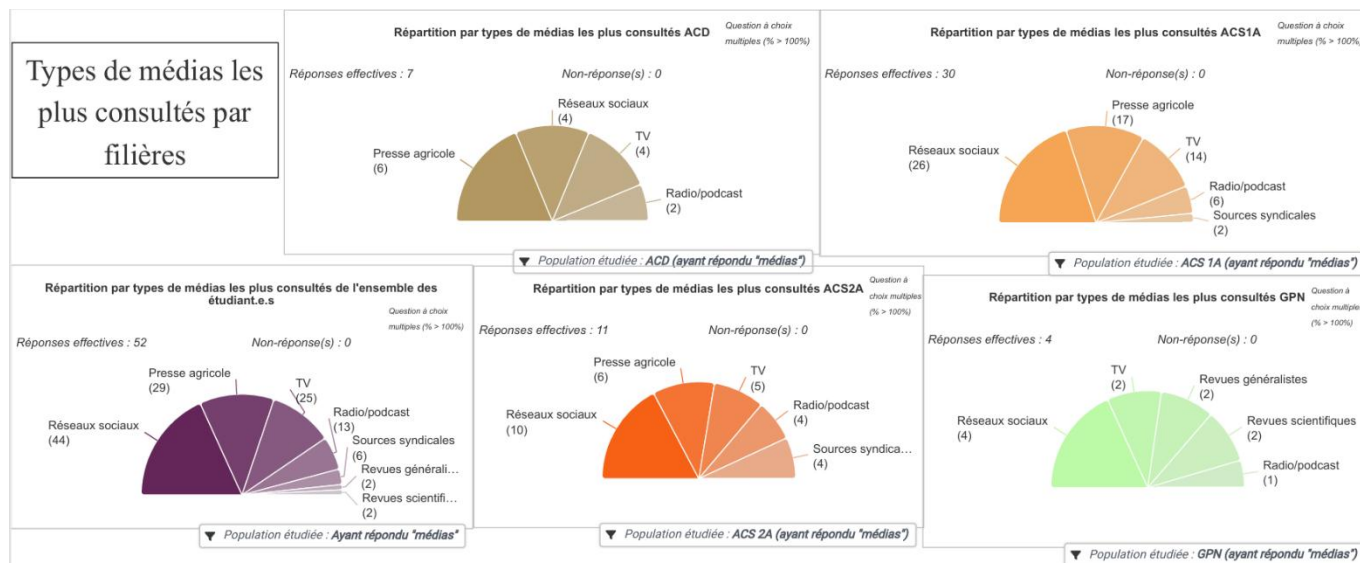 Types de médias les
plus consultés par
filières
Répartition par types de médias les plus consultés ACD
Question à choix
multiples (% > 100%)
Réponses effectives : 7
Non-réponse(s) : 0
Presse agricole
(6)
Réseaux sociaux
(4)
TV
(4)
Radio/podcast
(2)
Population étudiée : ACD (ayant répondu "médias")
Répartition par types de médias les plus consultés ACS1A
Question à choix
multiples (% > 100%)
Réponses effectives : 30
Non-réponse(s) : 0
Réseaux sociaux
(26)
Presse agricole
(17)
TV
(14)
Radio/podcast
(6)
Sources syndicales
(2)
Population étudiée : ACS 1A (ayant répondu "médias")
Répartition par types de médias les plus consultés de l'ensemble des
étudiant.e.s
Question à choix
multiples (% > 100%)
Réponses effectives : 52
Non-réponse(s) : 0
Réseaux sociaux
(44)
Presse agricole
(29)
TV
(25)
Radio/podcast
(13)
Sources syndicales
(6)
Revues générali…
(2)
Revues scientifi…
(2)
Population étudiée : Ayant répondu "médias"
Répartition par types de médias les plus consultés ACS2A
Question à
choix multiples
(% > 100%)
Réponses effectives : 11
Non-réponse(s) : 0
Réseaux sociaux
(10)
Presse agricole
(6)
TV
(5)
Radio/podcast
(4)
Sources syndica…
(4)
Population étudiée : ACS 2A (ayant répondu "médias")
Répartition par types de médias les plus consultés GPN
Question à
choix multiples
(% > 100%)
Réponses effectives : 4
Non-réponse(s) : 0
Réseaux sociaux
(4)
TV
(2)
Revues généralistes
(2)
Revues scientifiques
(2)
Radio/podcast
(1)
Population étudiée : GPN (ayant répondu "médias")